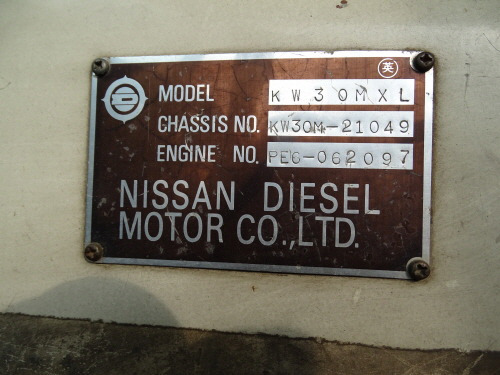 英
MODEL KW30MXL
CHASSIS NO. KW30M-21049
ENGINE NO. PE6-062097
NISSAN DIESEL
MOTOR CO.,LTD.